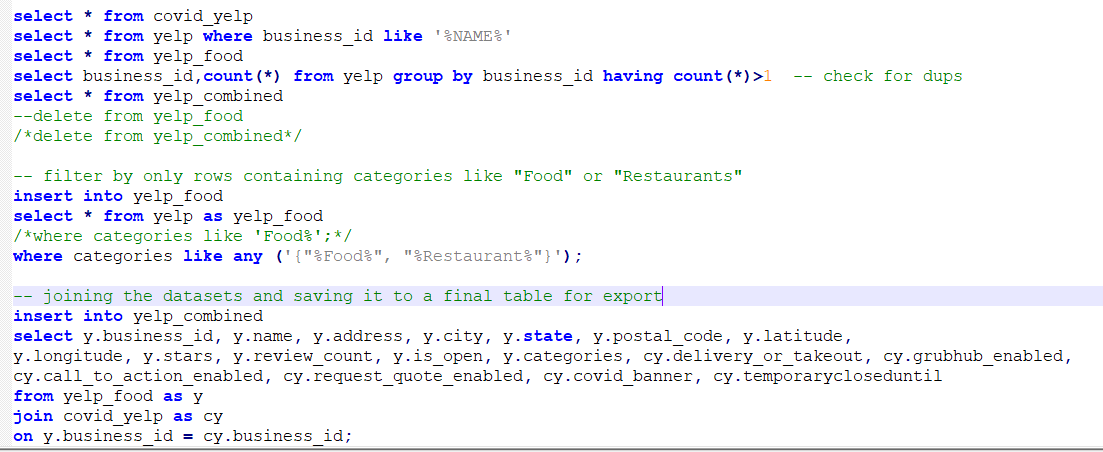 select * from covid_yelp
select * from yelp where business_id like '%NAME%'
select * from yelp_food
select business_id,count(*) from yelp group by business_id having count(*)>1  -- check for dups
select * from yelp_combined
--delete from yelp_food
/*delete from yelp_combined*/
-- filter by only rows containing categories like "Food" or "Restaurants"
insert into yelp_food
select * from yelp as yelp_food
/*where categories like 'Food%';*/
where categories like any ('{"%Food%", "%Restaurant%"}');
-- joining the datasets and saving it to a final table for export
insert into yelp_combined
select y.business_id, y.name, y.address, y.city, y.state, y.postal_code, y.latitude,
y.longitude, y.stars, y.review_count, y.is_open, y.categories, cy.delivery_or_takeout, cy.grubhub_enabled,
cy.call_to_action_enabled, cy.request_quote_enabled, cy.covid_banner, cy.temporarycloseduntil
from yelp_food as y
join covid_yelp as cy
on y.business_id = cy.business_id;